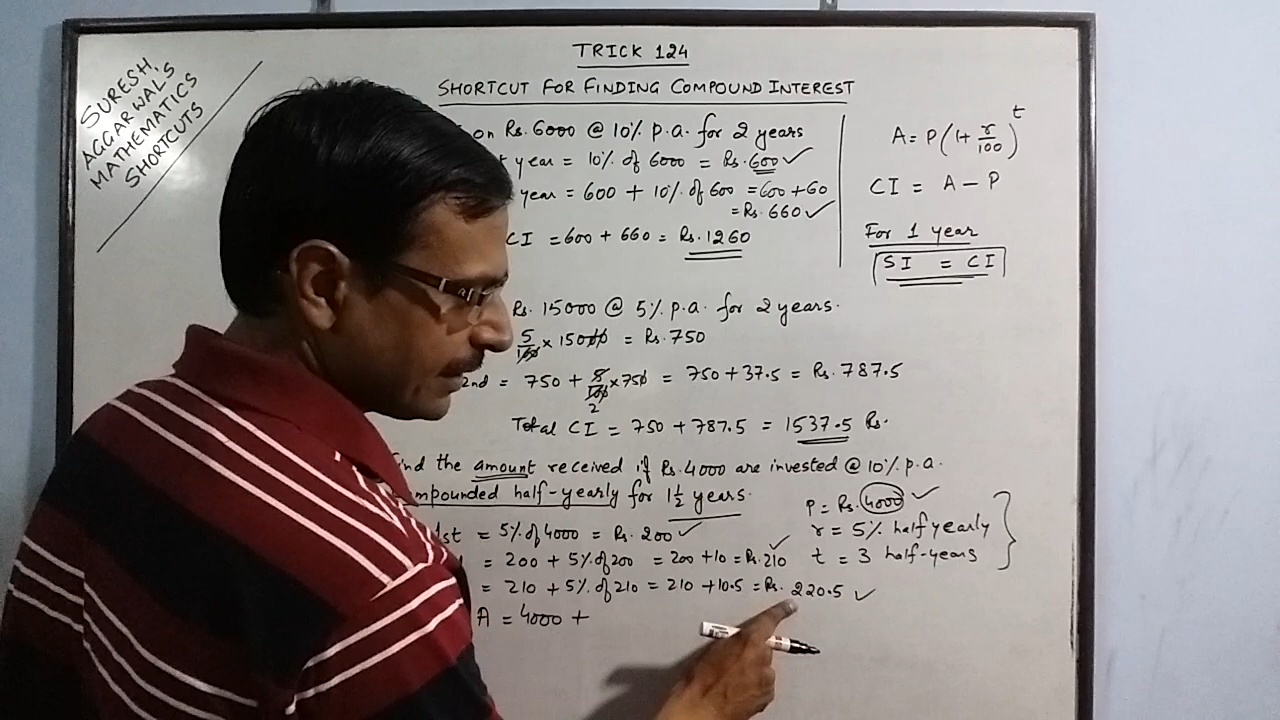 SURESH
AGGARWAL'S
MATHEMATICS
SHORTCUTS
TRICK 124
SHORTCUT FOR FINDING COMPOUND INTEREST
on Rs. 6000 @ 10% p.a. for 2 years
year = 10% of 6000 = Rs. 600 ✓
year = 600 + 10% of 600 = 600 + 60
= Rs. 660 ✓
CI = 600 + 660 = Rs. 1260
A = P(1 + r/100)^t
CI = A - P
For 1 year
SI = CI
Rs. 15000 @ 5% p.a. for 2 years.
5/100 × 15000 = Rs. 750
2nd = 750 + 5/100 × 750 = 750 + 37.5 = Rs. 787.5
2
Total CI = 750 + 787.5 = 1537.5 Rs.
Find the amount received if Rs. 4000 are invested @ 10% p.a.
mpounded half-yearly for 1½ years.
P = Rs. 4000 ✓
r = 5% half yearly
t = 3 half-years
1st = 5% of 4000 = Rs. 200 ✓
= 200 + 5% of 200 = 200 + 10 = Rs. 210 ✓
= 210 + 5% of 210 = 210 + 10.5 = Rs. 220.5 ✓
A = 4000 +